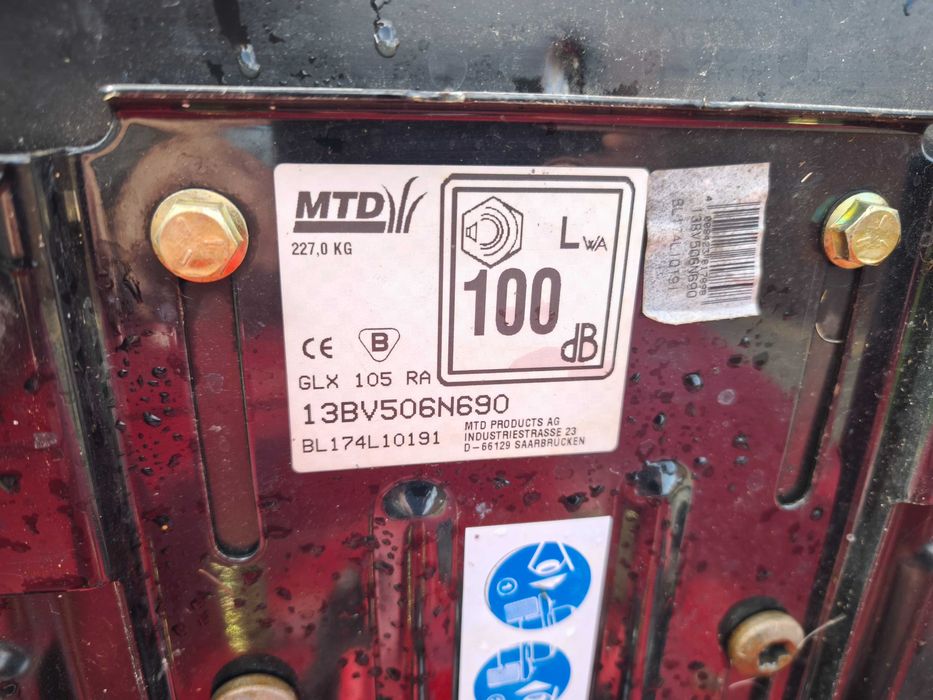 MTD
227,0 KG
LWA
100
dB
CE
B
GLX 105 RA
13BV506N690
BL174L10191
MTD PRODUCTS AG
INDUSTRIESTRASSE 23
D-66129 SAARBRÜCKEN
13BV506N690
BL174L10191